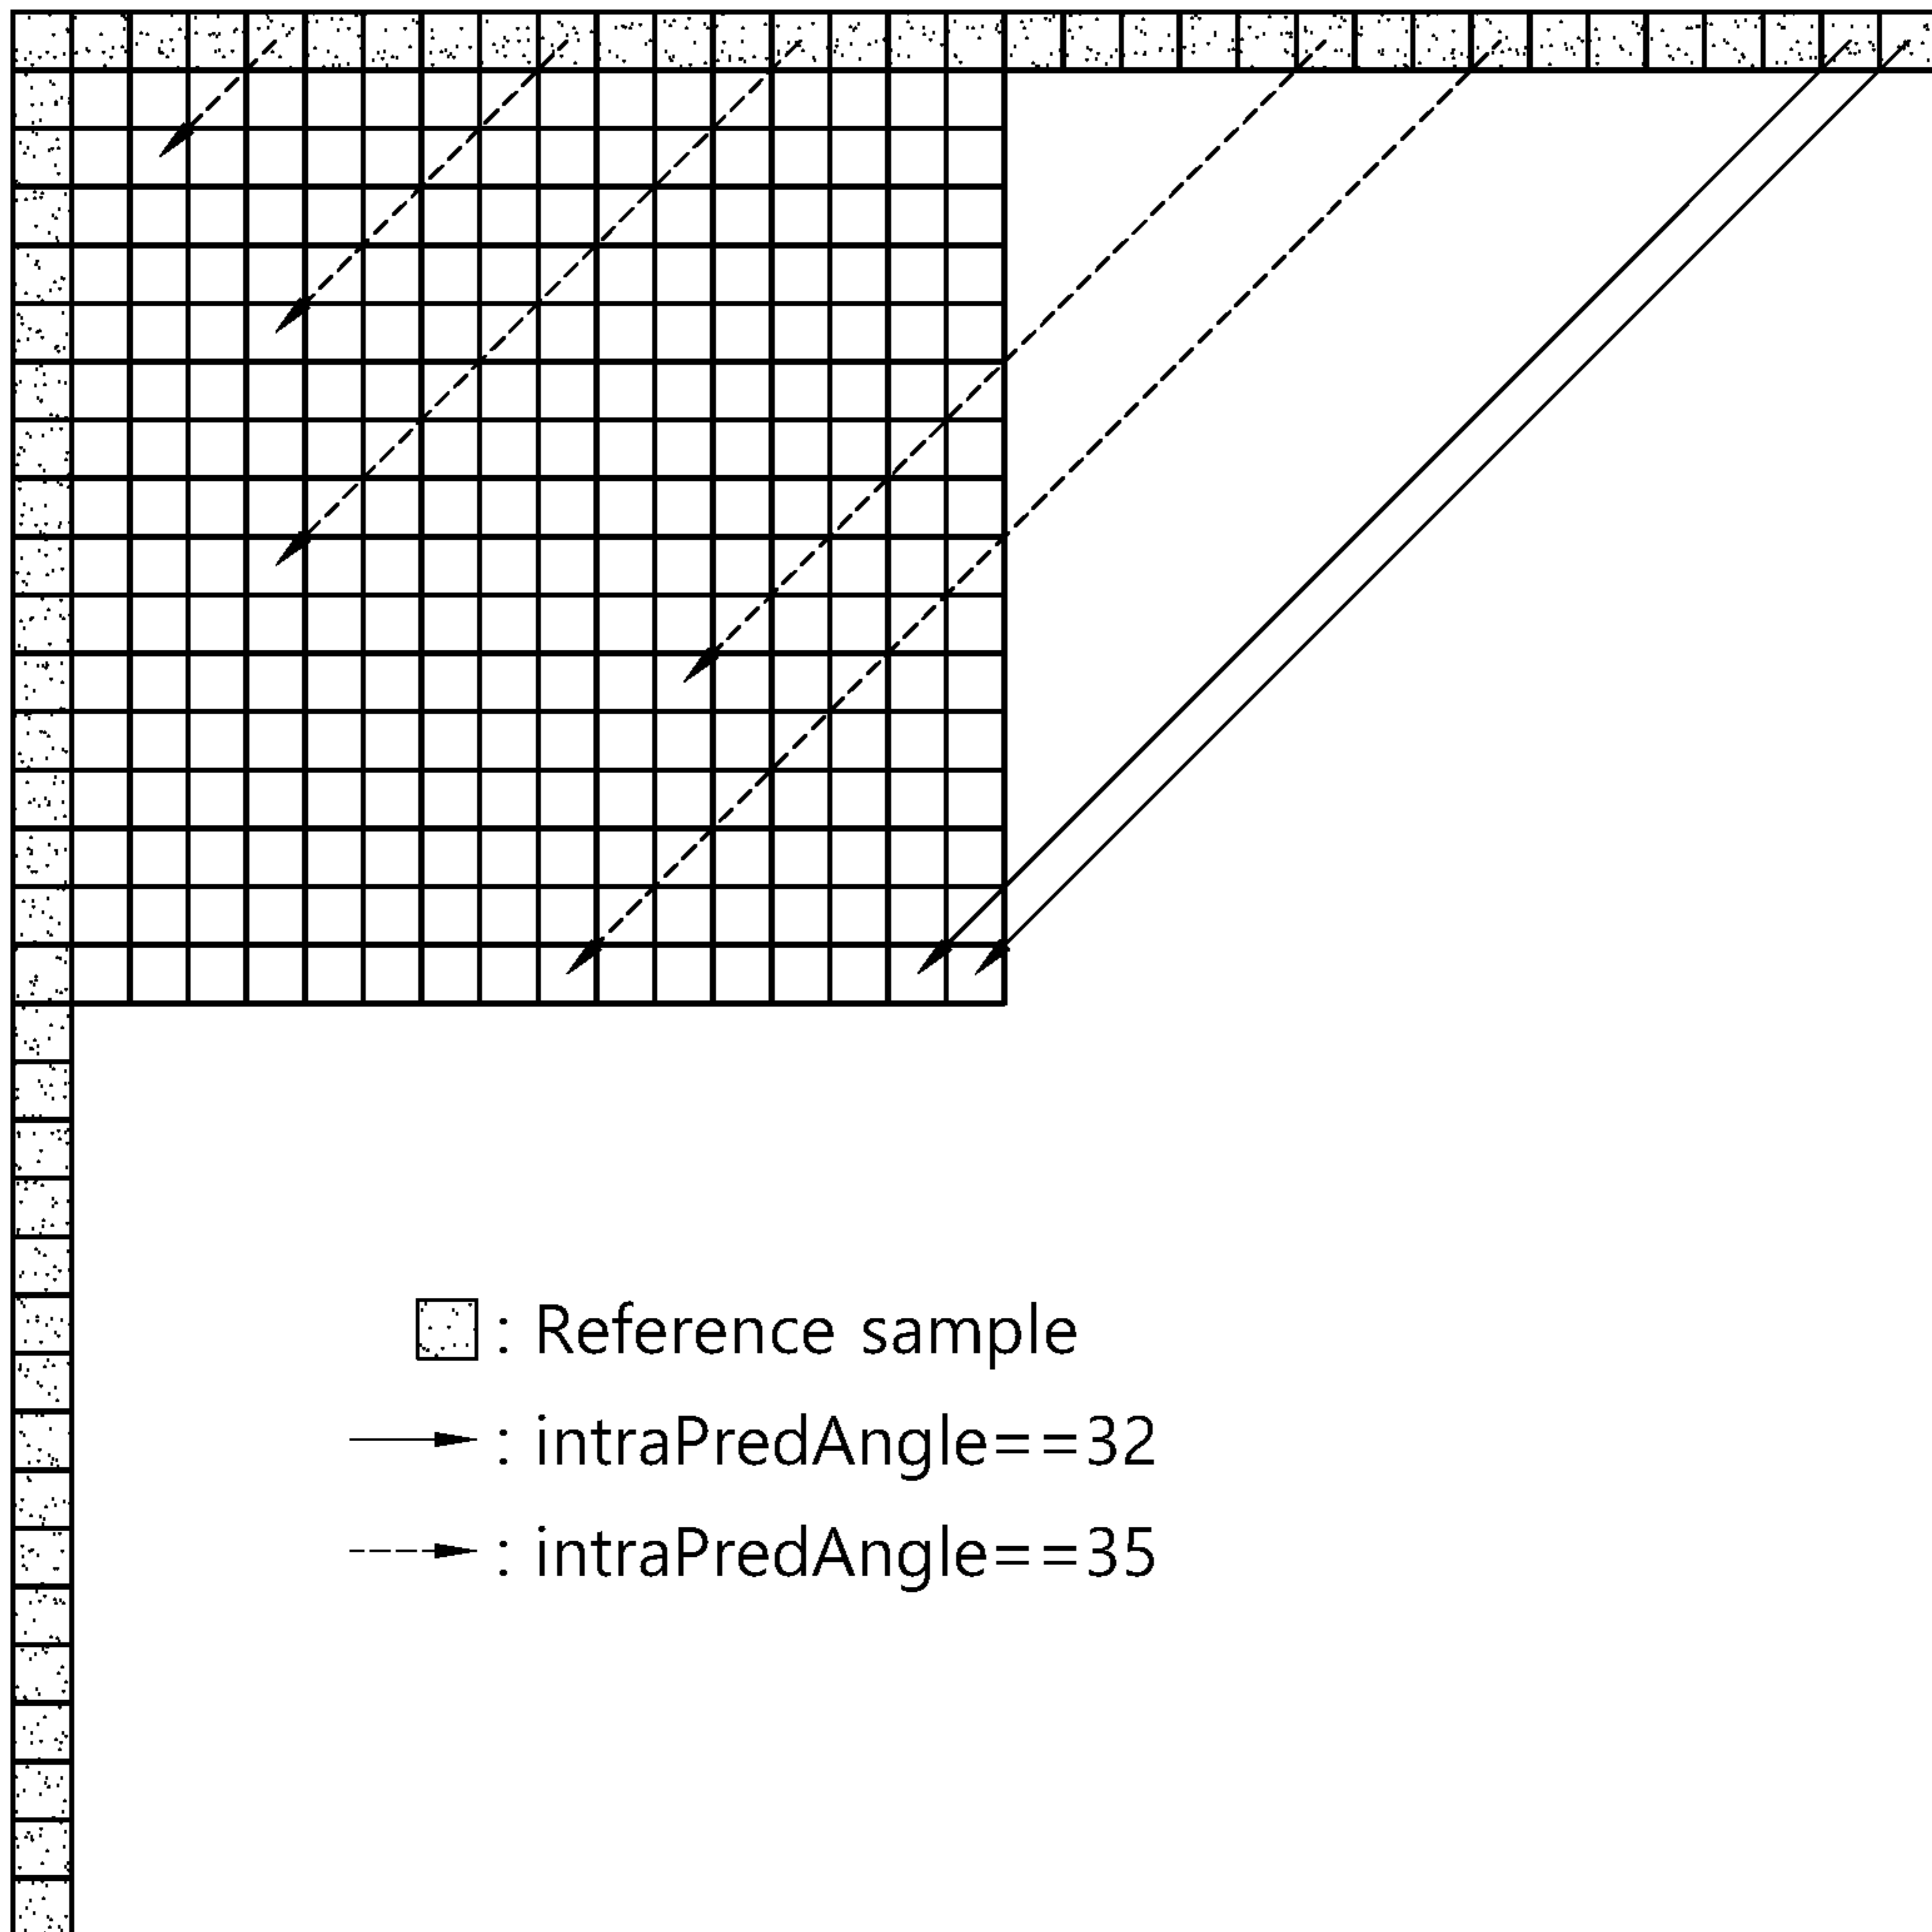 : Reference sample
: intraPredAngle==32
: intraPredAngle==35